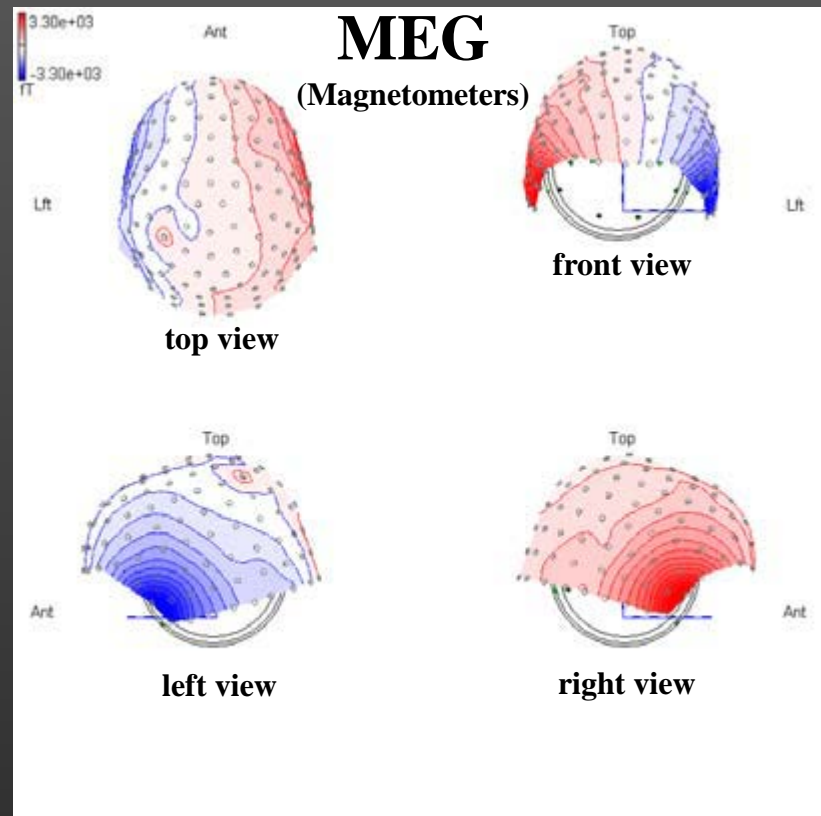 3.30e+03
-3.30e+03
fT
MEG
(Magnetometers)
Ant
Top
Lft
Lft
top view
front view
Top
Top
Ant
Ant
left view
right view